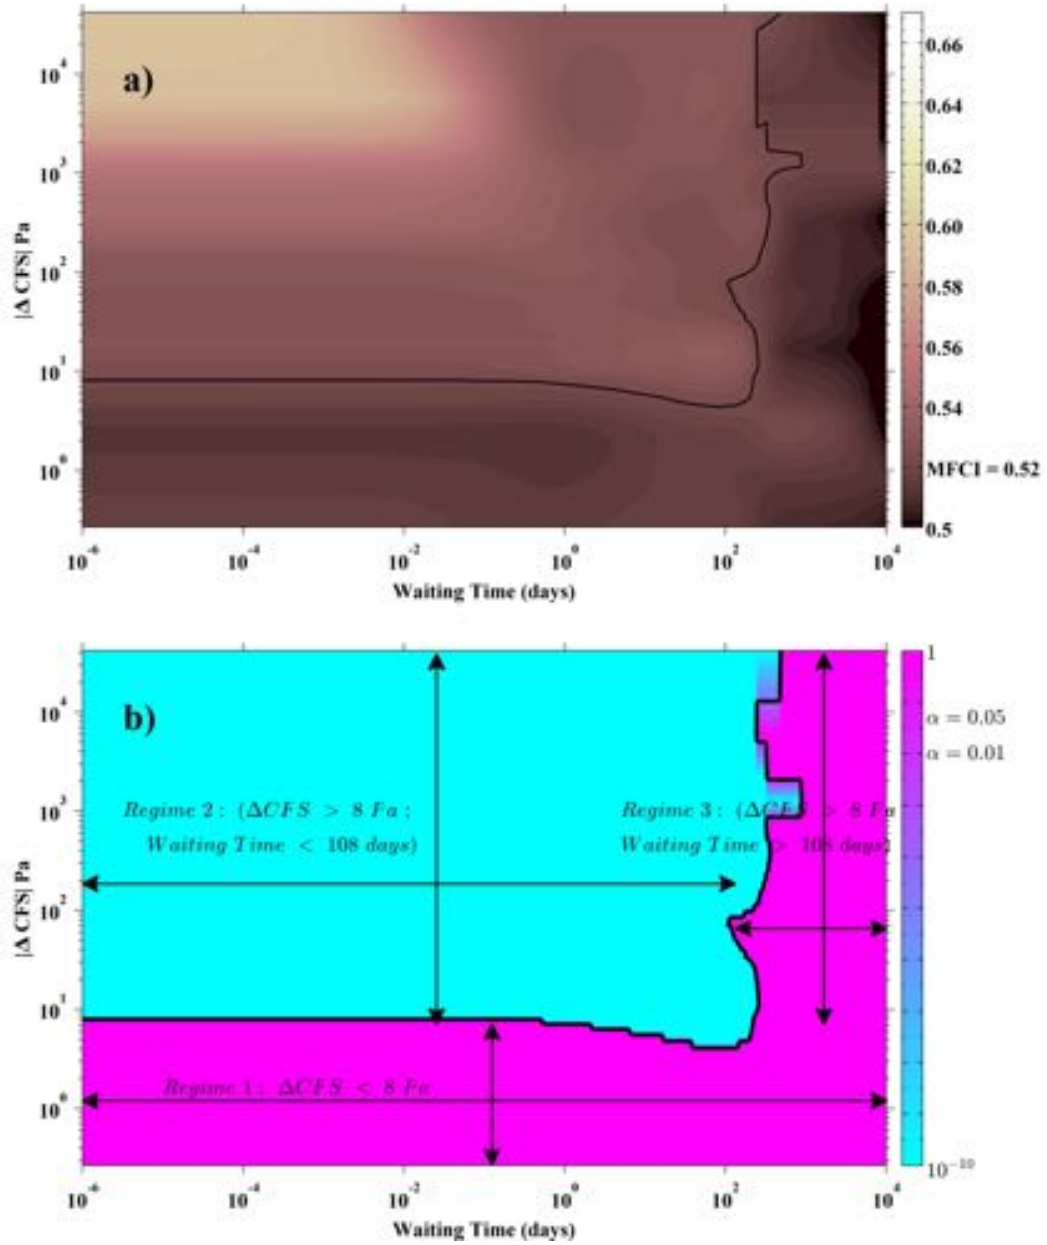 a)
|Δ CFS| Pa
10⁴
10³
10²
10¹
10⁰
10⁻⁶
10⁻⁴
10⁻²
10⁰
10²
10⁴
Waiting Time (days)
0.66
0.64
0.62
0.60
0.58
0.56
0.54
MFCI = 0.52
0.5
b)
|Δ CFS| Pa
10⁴
10³
10²
10¹
10⁰
Regime 2 : (ΔCFS > 8 Pa ;
Waiting Time < 108 days)
Regime 3 : (ΔCFS > 8 Pa
Waiting Time > 108 days)
Regime 1 : ΔCFS < 8 Pa
10⁻⁶
10⁻⁴
10⁻²
10⁰
10²
10⁴
Waiting Time (days)
1
α = 0.05
α = 0.01
10⁻¹⁰